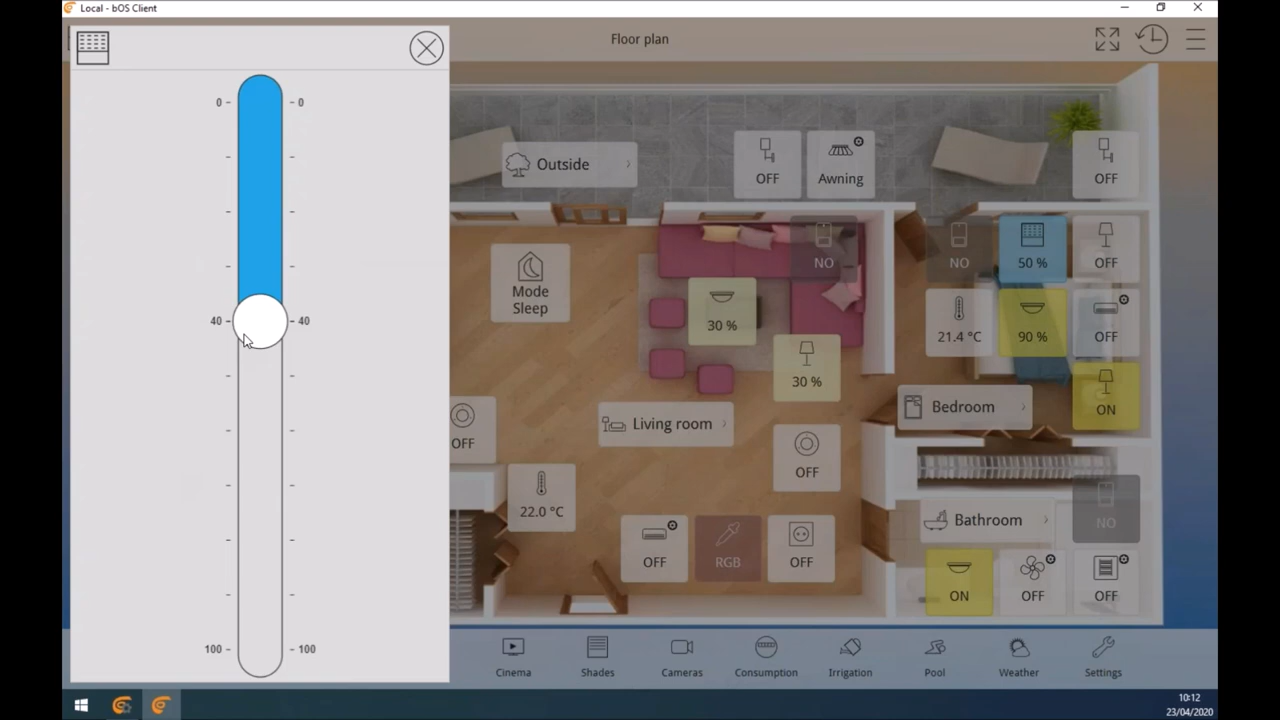 Local - bOS Client
Floor plan
0 0
40 40
100 100
Outside
OFF
Awning
OFF
NO
NO
50 %
OFF
Mode
Sleep
30 %
21.4 °C
90 %
OFF
30 %
Bedroom
ON
OFF
Living room
OFF
22.0 °C
NO
Bathroom
OFF
RGB
OFF
ON
OFF
OFF
Cinema
Shades
Cameras
Consumption
Irrigation
Pool
Weather
Settings
10:12
23/04/2020